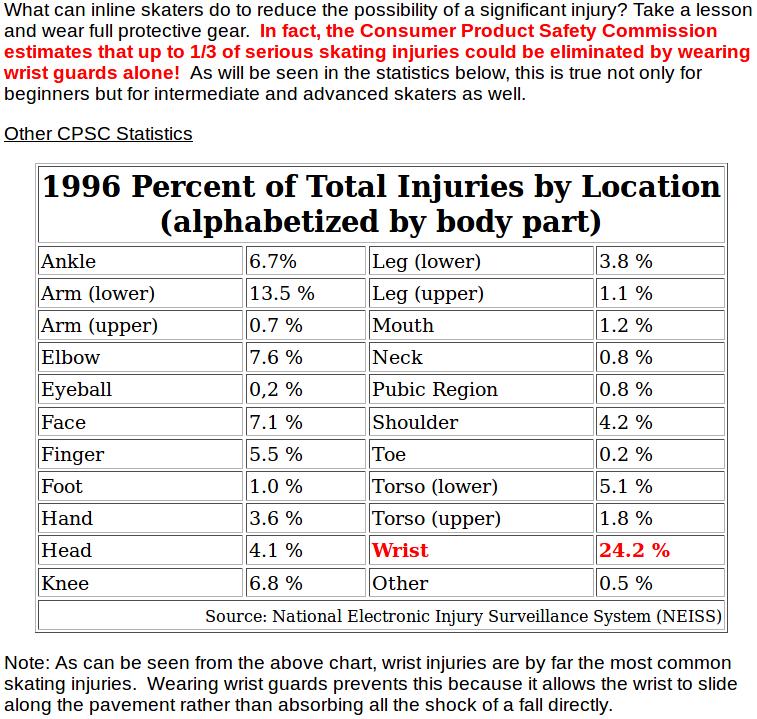 What can inline skaters do to reduce the possibility of a significant injury? Take a lesson
and wear full protective gear.  In fact, the Consumer Product Safety Commission
estimates that up to 1/3 of serious skating injuries could be eliminated by wearing
wrist guards alone!  As will be seen in the statistics below, this is true not only for
beginners but for intermediate and advanced skaters as well.
Other CPSC Statistics
1996 Percent of Total Injuries by Location
(alphabetized by body part)
Ankle 6.7% Leg (lower) 3.8 %
Arm (lower) 13.5 % Leg (upper) 1.1 %
Arm (upper) 0.7 % Mouth 1.2 %
Elbow 7.6 % Neck 0.8 %
Eyeball 0,2 % Pubic Region 0.8 %
Face 7.1 % Shoulder 4.2 %
Finger 5.5 % Toe 0.2 %
Foot 1.0 % Torso (lower) 5.1 %
Hand 3.6 % Torso (upper) 1.8 %
Head 4.1 % Wrist 24.2 %
Knee 6.8 % Other 0.5 %
Source: National Electronic Injury Surveillance System (NEISS)
Note: As can be seen from the above chart, wrist injuries are by far the most common
skating injuries.  Wearing wrist guards prevents this because it allows the wrist to slide
along the pavement rather than absorbing all the shock of a fall directly.